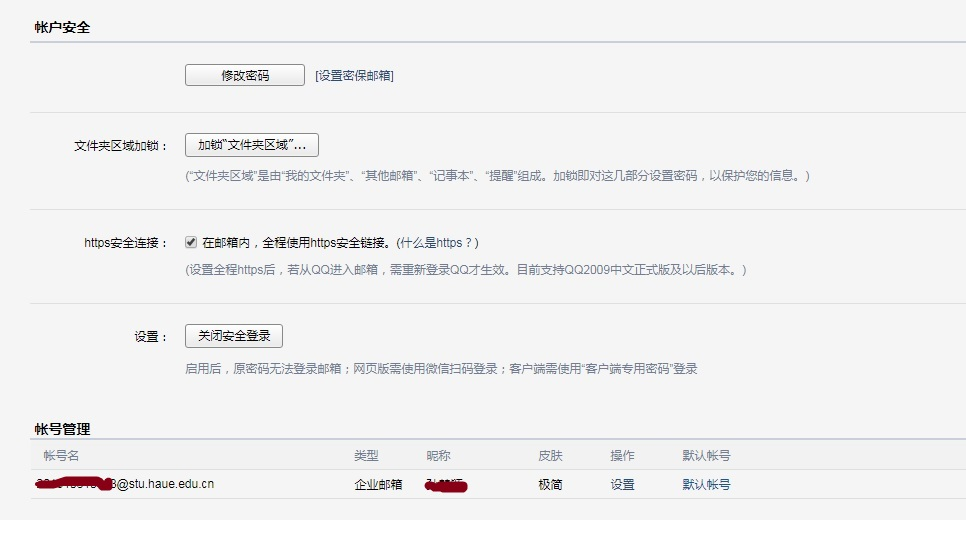 帐户安全
修改密码 [设置密保邮箱]
文件夹区域加锁： 加锁“文件夹区域”...
(“文件夹区域”是由“我的文件夹”、“其他邮箱”、“记事本”、“提醒”组成。加锁即对这几部分设置密码，以保护您的信息。)
https安全连接： 在邮箱内，全程使用https安全链接。(什么是https？)
(设置全程https后，若从QQ进入邮箱，需重新登录QQ才生效。目前支持QQ2009中文正式版及以后版本。)
设置： 关闭安全登录
启用后，原密码无法登录邮箱；网页版需使用微信扫码登录；客户端需使用“客户端专用密码”登录
帐号管理
帐号名 类型 昵称 皮肤 操作 默认帐号
@stu.haue.edu.cn 企业邮箱 极简 设置 默认帐号